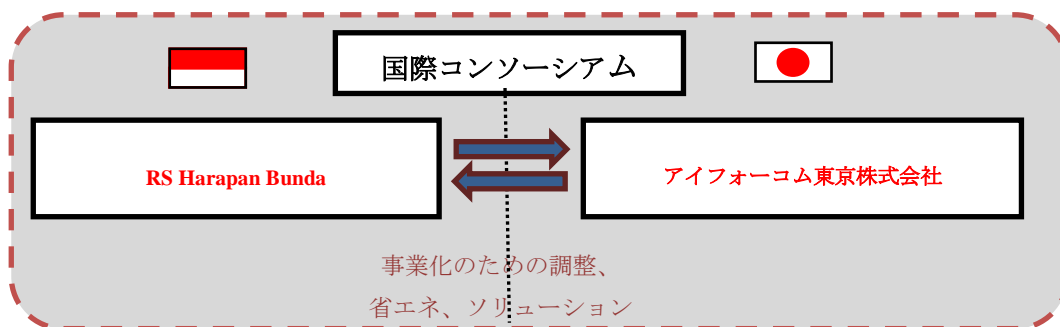 国際コンソーシアム
RS Harapan Bunda
アイフォーコム東京株式会社
事業化のための調整、
省エネ、ソリューション